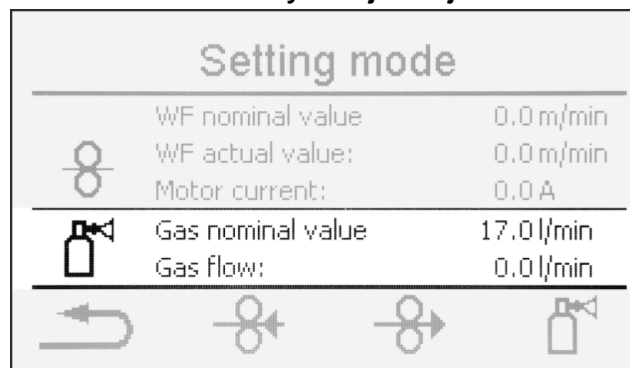 Setting mode
WF nominal value 0.0 m/min
WF actual value: 0.0 m/min
Motor current: 0.0 A
Gas nominal value 17.0 l/min
Gas flow: 0.0 l/min